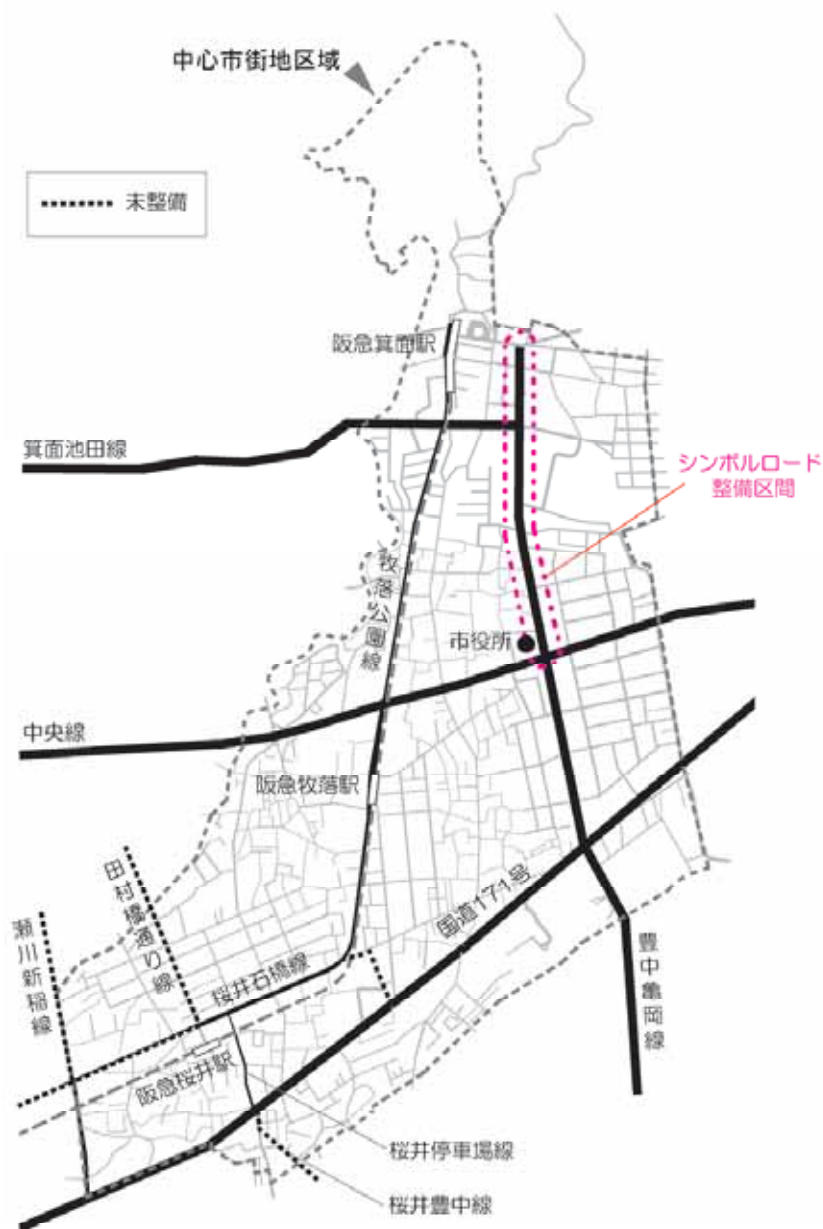 中心市街地区域
未整備
阪急箕面駅
箕面池田線
シンボルロード
整備区間
牧落公園線
市役所
中央線
阪急牧落駅
田村橋通り線
国道171号
瀬川新稲線
桜井石橋線
豊中亀岡線
阪急桜井駅
桜井停車場線
桜井豊中線